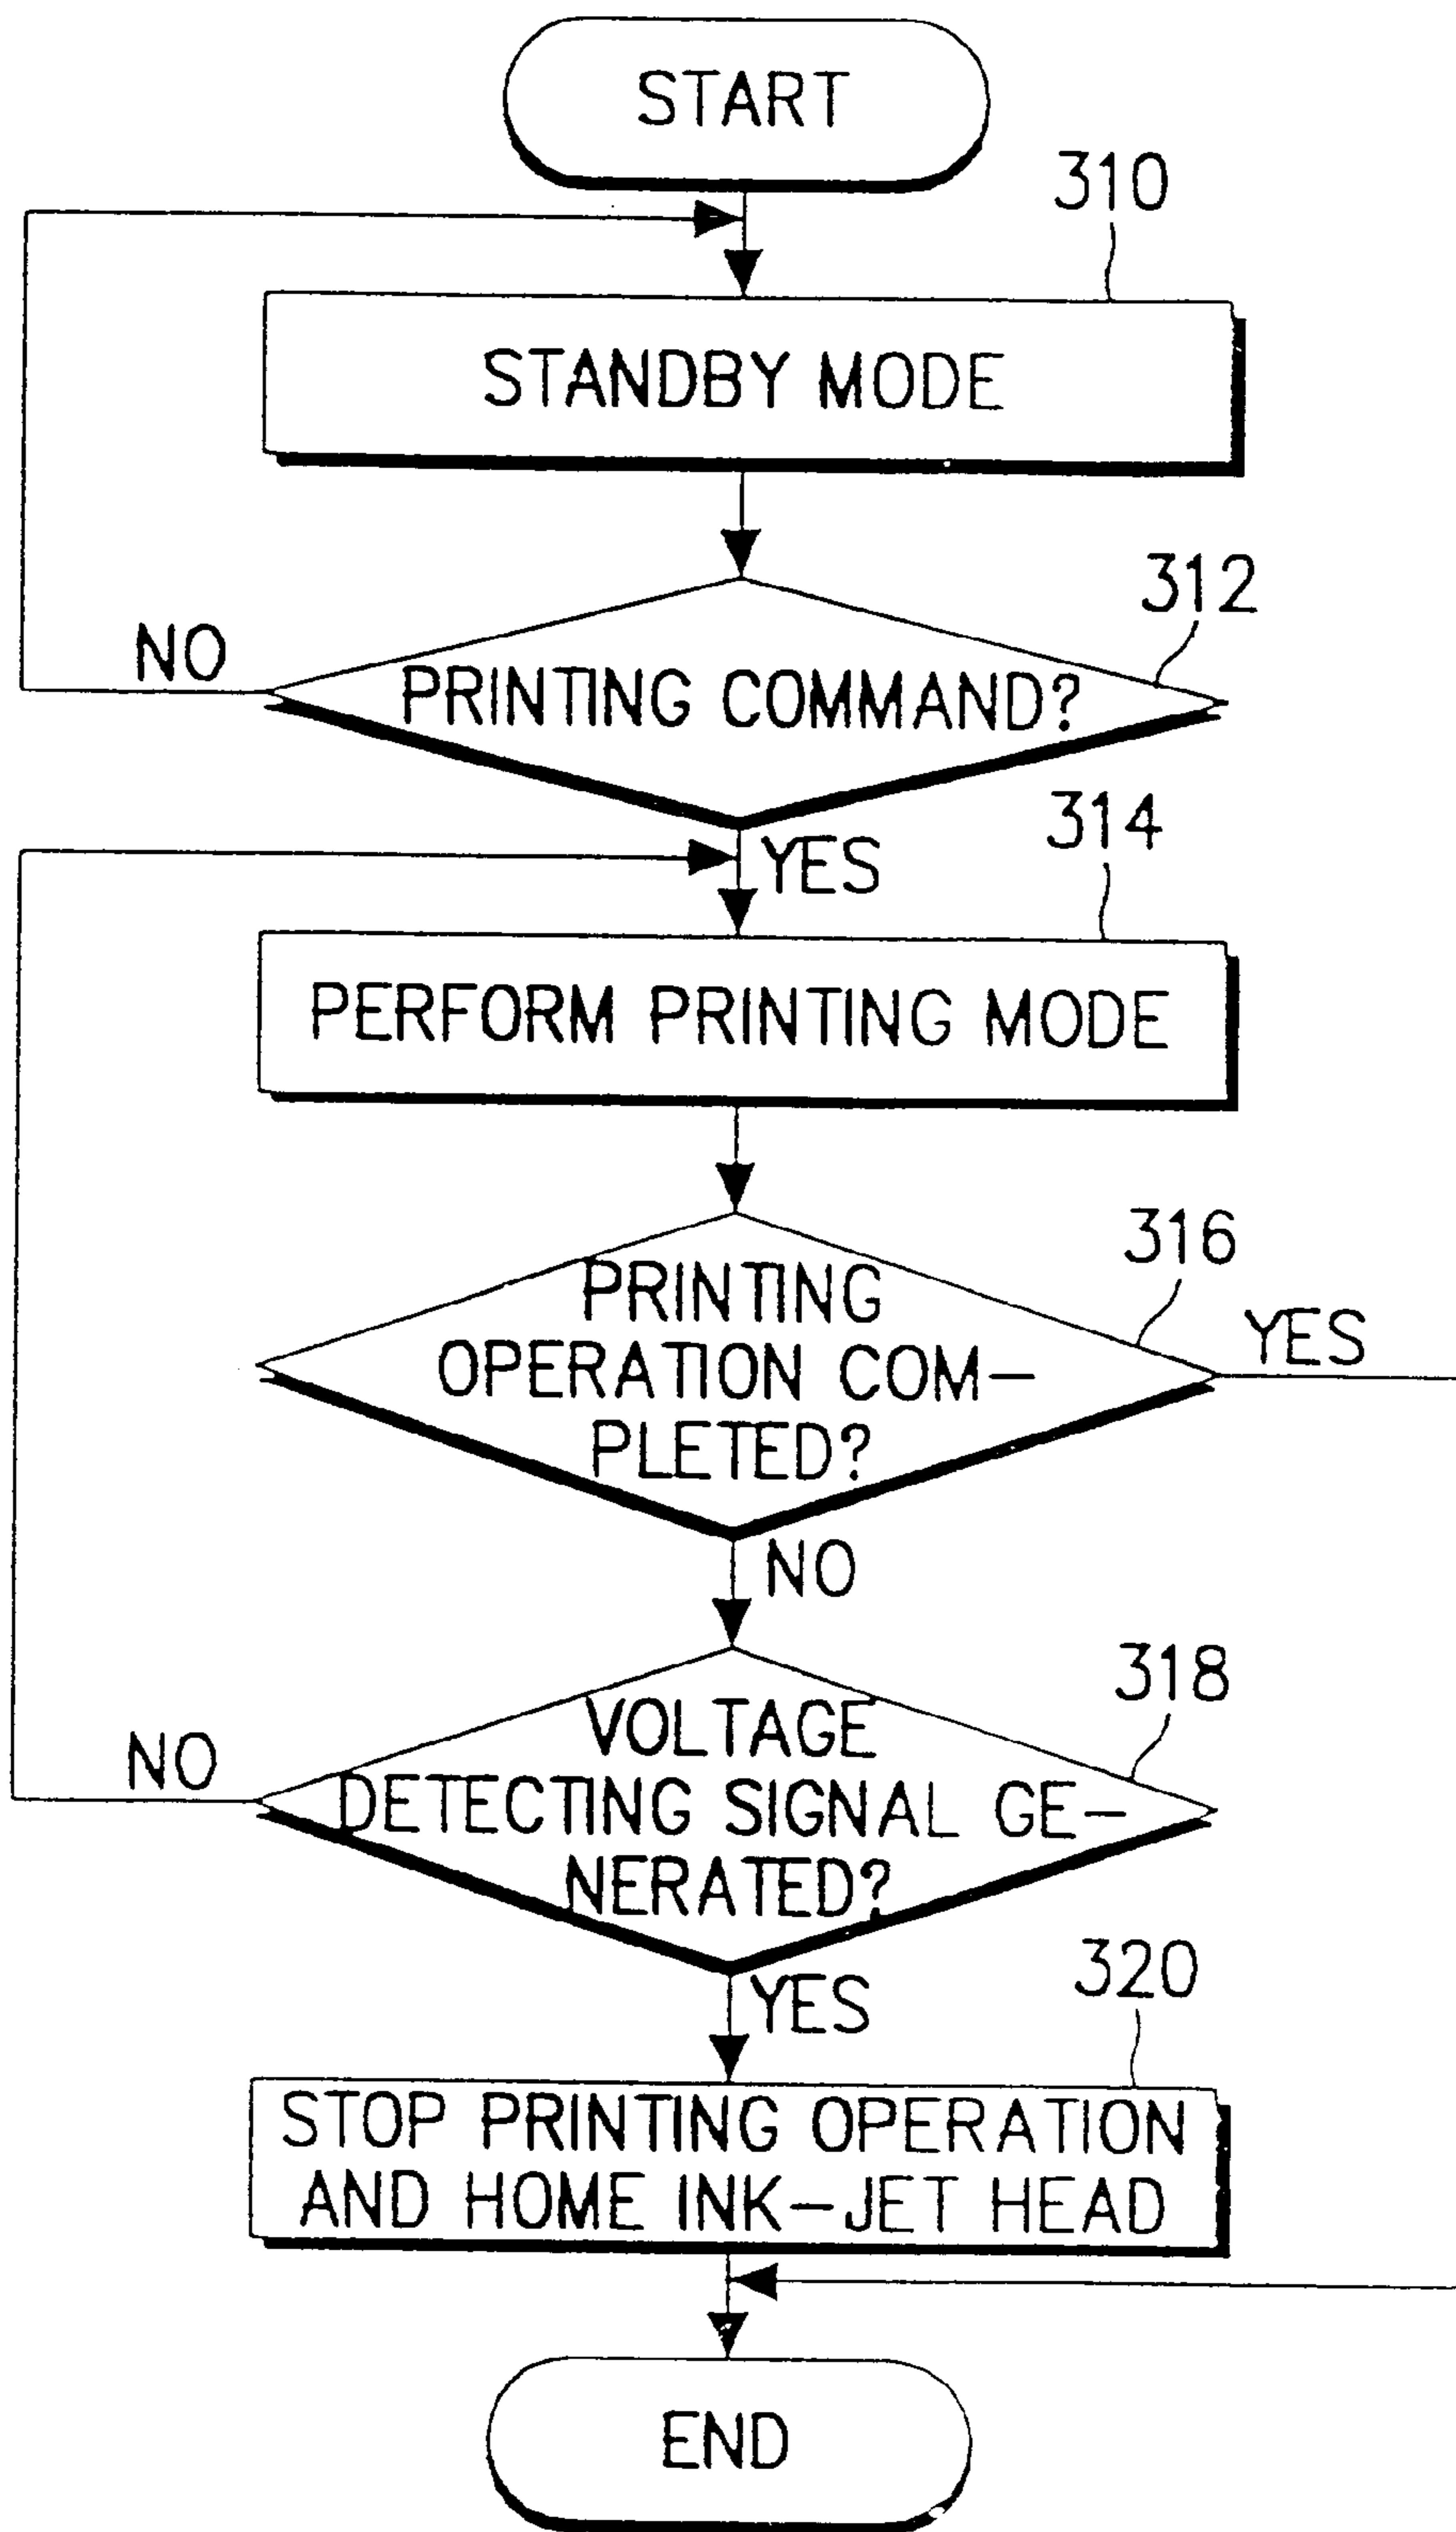 START
310
STANDBY MODE
312
NO
PRINTING COMMAND?
314
YES
PERFORM PRINTING MODE
316
PRINTING
YES
OPERATION COM-
PLETED?
NO
318
VOLTAGE
NO
DETECTING SIGNAL GE-
NERATED?
320
YES
STOP PRINTING OPERATION
AND HOME INK-JET HEAD
END